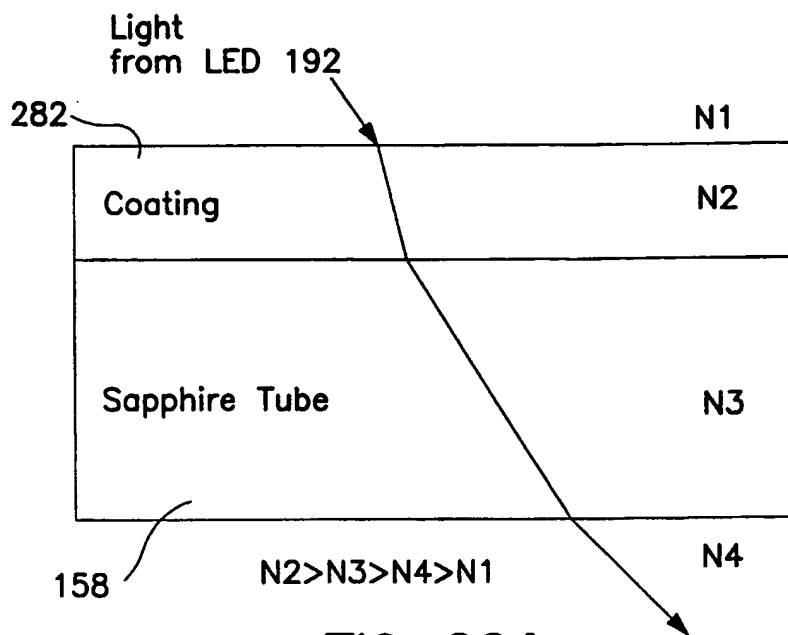 Light
from LED 192
282
N1
Coating
N2
Sapphire Tube
N3
158
N2>N3>N4>N1
N4